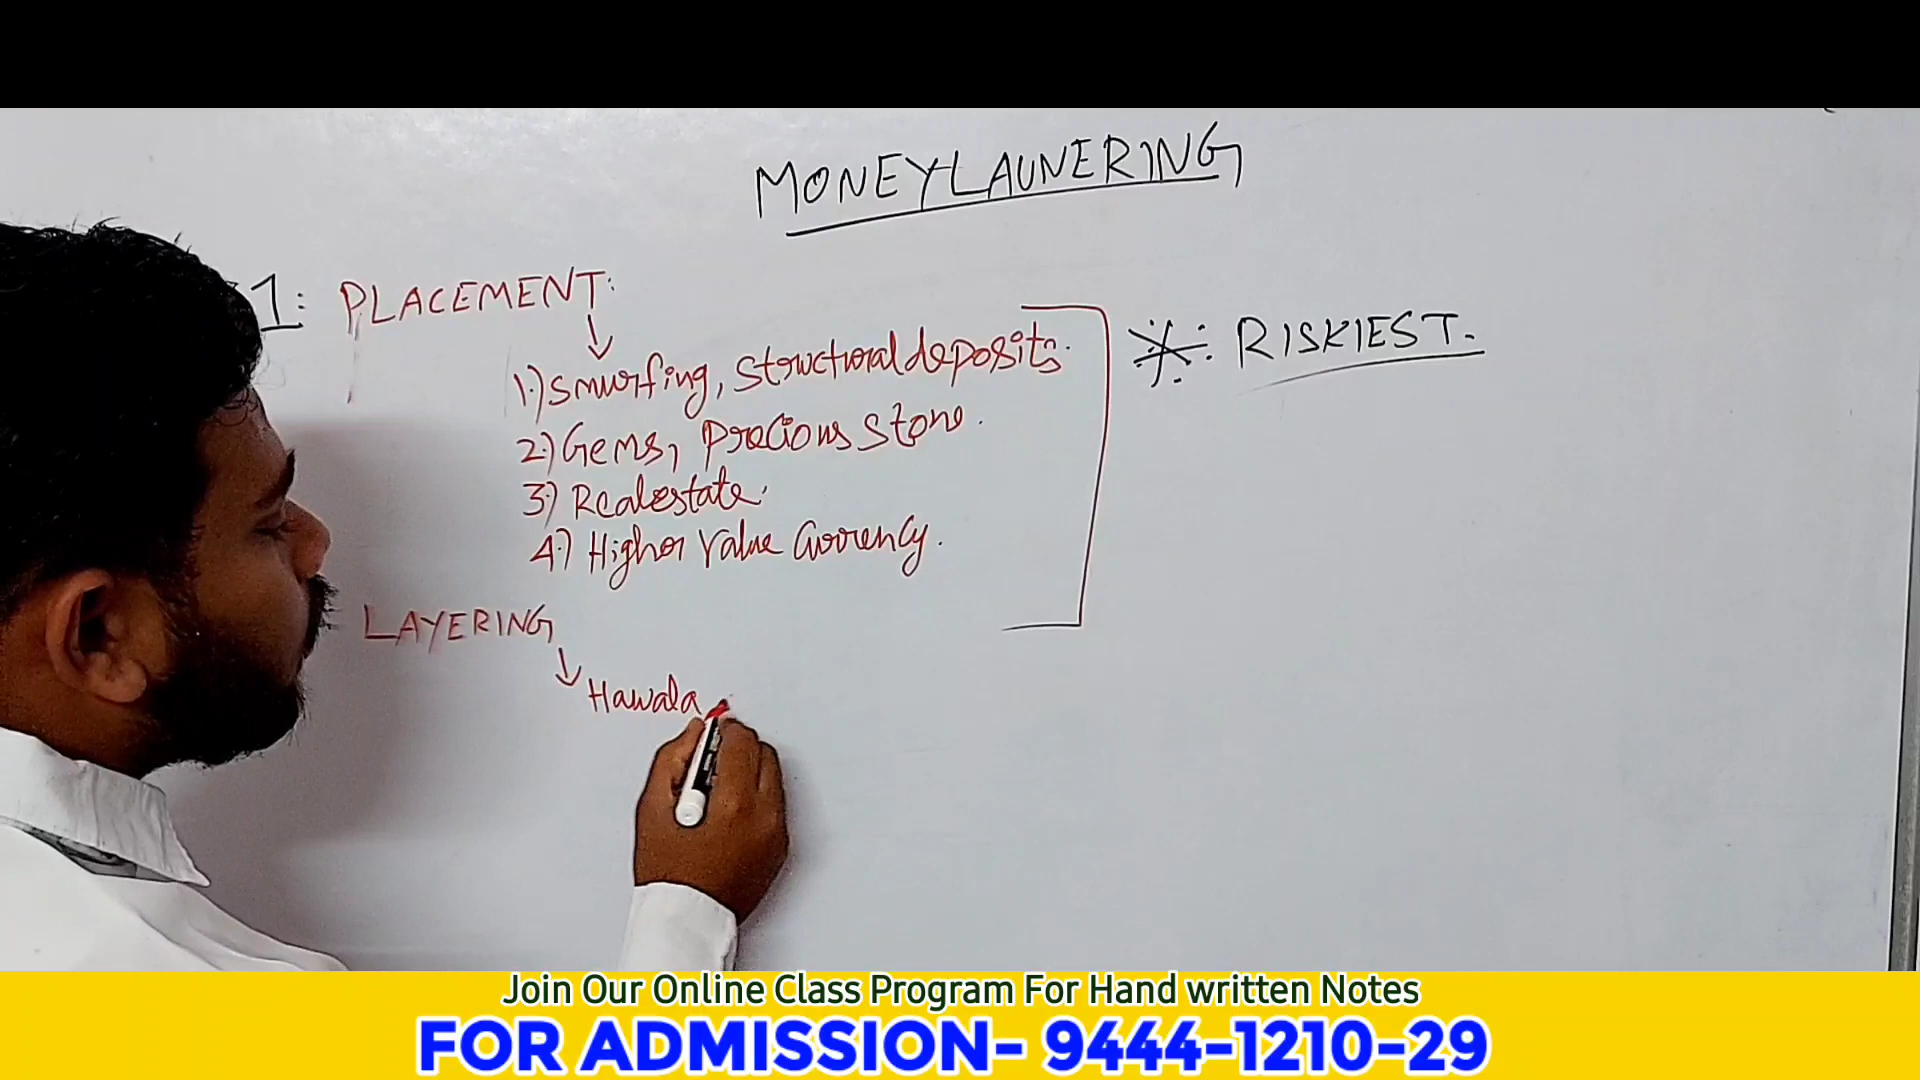 MONEYLAUNERING
1: PLACEMENT:
1.) Smurfing, Structural deposits.
※: RISKIEST.
2.) Gems, Precious Stone.
3.) Realestate.
4.) Higher Value Currency.
LAYERING
Hawala
Join Our Online Class Program For Hand written Notes
FOR ADMISSION- 9444-1210-29